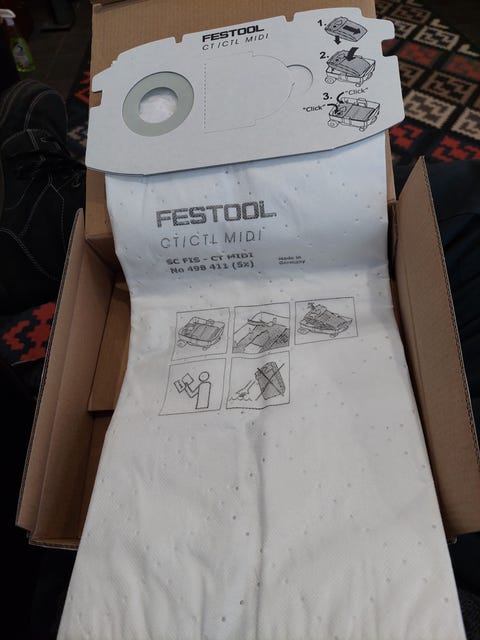 FESTOOL
CT|CTL MIDI
1.
2.
3.
"Click"
"Click"
FESTOOL
CT|CTL MIDI
SC FIS - CT MIDI
No 498 411 (5x)
Made in
Germany